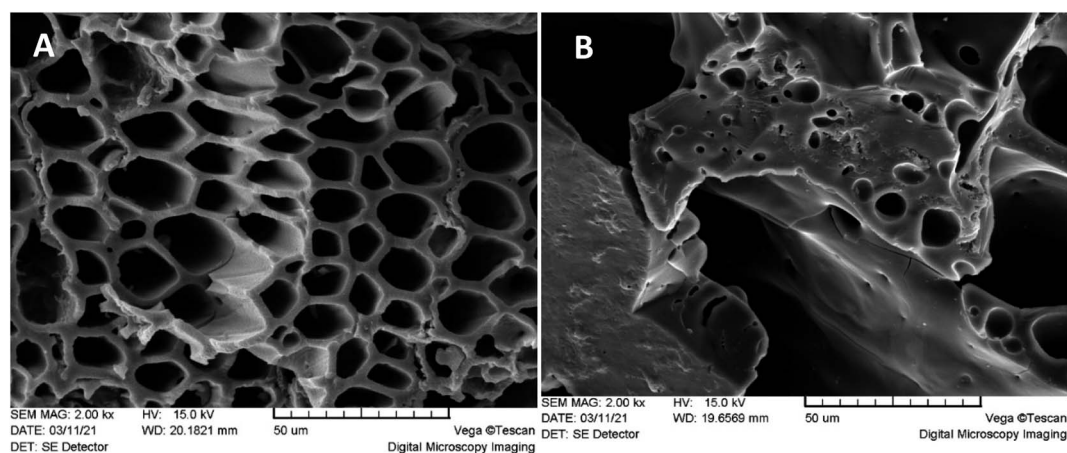 A
SEM MAG: 2.00 kx HV: 15.0 kV
DATE: 03/11/21 WD: 20.1821 mm 50 um Vega ©Tescan
DET: SE Detector Digital Microscopy Imaging
B
SEM MAG: 2.00 kx HV: 15.0 kV
DATE: 03/11/21 WD: 19.6569 mm 50 um Vega ©Tescan
DET: SE Detector Digital Microscopy Imaging